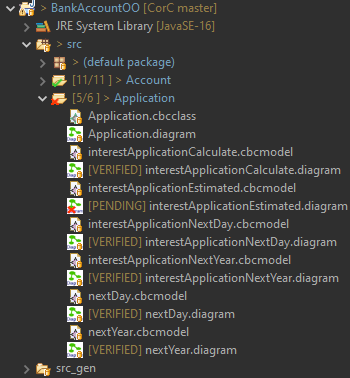 > BankAccountOO [CorC master]
JRE System Library [JavaSE-16]
> src
> (default package)
[11/11 ] > Account
[5/6 ] > Application
Application.cbcclass
Application.diagram
interestApplicationCalculate.cbcmodel
[VERIFIED] interestApplicationCalculate.diagram
interestApplicationEstimated.cbcmodel
[PENDING] interestApplicationEstimated.diagram
interestApplicationNextDay.cbcmodel
[VERIFIED] interestApplicationNextDay.diagram
interestApplicationNextYear.cbcmodel
[VERIFIED] interestApplicationNextYear.diagram
nextDay.cbcmodel
[VERIFIED] nextDay.diagram
nextYear.cbcmodel
[VERIFIED] nextYear.diagram
src_gen